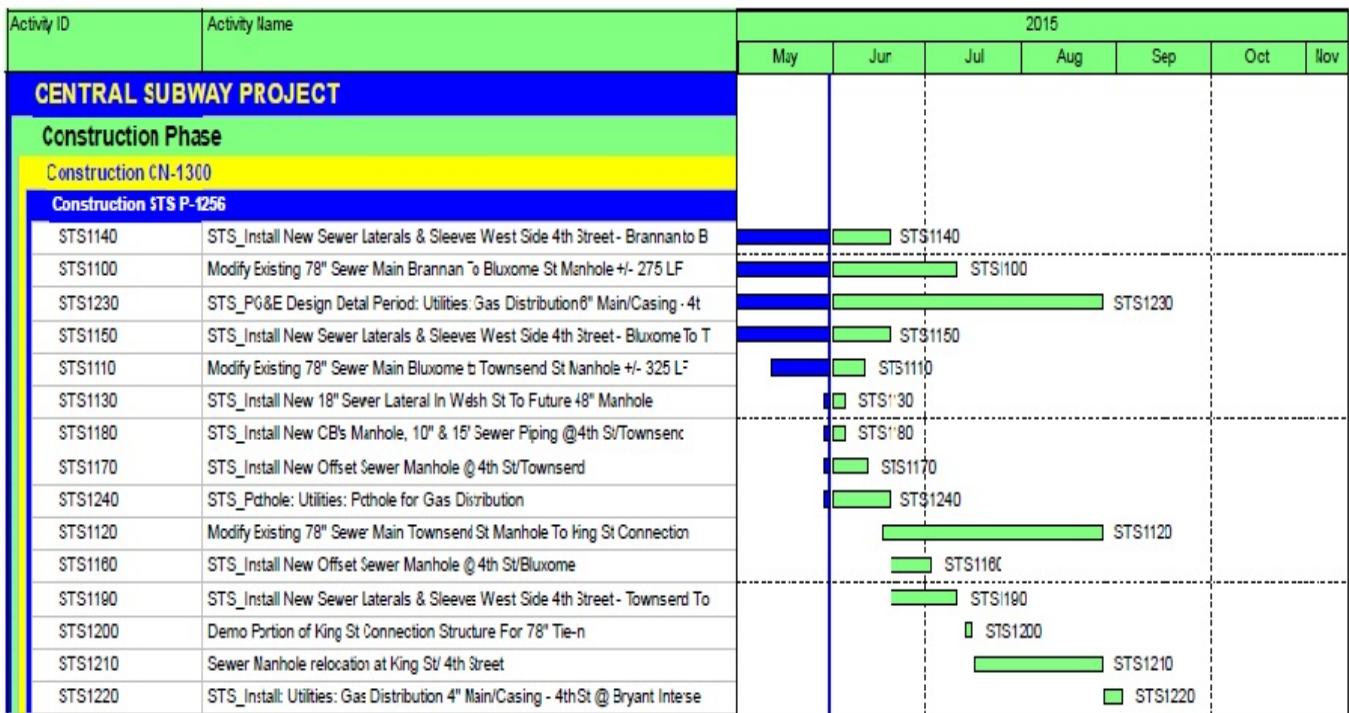 Activity ID Activity Name 2015
May Jun Jul Aug Sep Oct Nov
CENTRAL SUBWAY PROJECT
Construction Phase
Construction CN-1300
Construction STS P-1256
STS1140 STS_Install New Sewer Laterals & Sleeves West Side 4th Street - Brannan to B STS1140
STS1100 Modify Existing 78" Sewer Main Brannan To Bluxome St Manhole +/- 275 LF STS1100
STS1230 STS_PG&E Design Detal Period: Utilities: Gas Distribution 6" Main/Casing - 4t STS1230
STS1150 STS_Install New Sewer Laterals & Sleeves West Side 4th Street - Bluxome To T STS1150
STS1110 Modify Existing 78" Sewer Main Bluxome to Townsend St Manhole +/- 325 LF STS1110
STS1130 STS_Install New 18" Sewer Lateral In Welsh St To Future 48" Manhole STS1130
STS1180 STS_Install New CB's Manhole, 10" & 15" Sewer Piping @ 4th St/Townsend STS1180
STS1170 STS_Install New Offset Sewer Manhole @ 4th St/Townsend STS1170
STS1240 STS_Pothole: Utilities: Pothole for Gas Distribution STS1240
STS1120 Modify Existing 78" Sewer Main Townsend St Manhole To King St Connection STS1120
STS1160 STS_Install New Offset Sewer Manhole @ 4th St/Bluxome STS1160
STS1190 STS_Install New Sewer Laterals & Sleeves West Side 4th Street - Townsend To STS1190
STS1200 Demo Portion of King St Connection Structure For 78" Tie-n STS1200
STS1210 Sewer Manhole relocation at King St/ 4th Street STS1210
STS1220 STS_Install: Utilities: Gas Distribution 4" Main/Casing - 4th St @ Bryant Interse STS1220